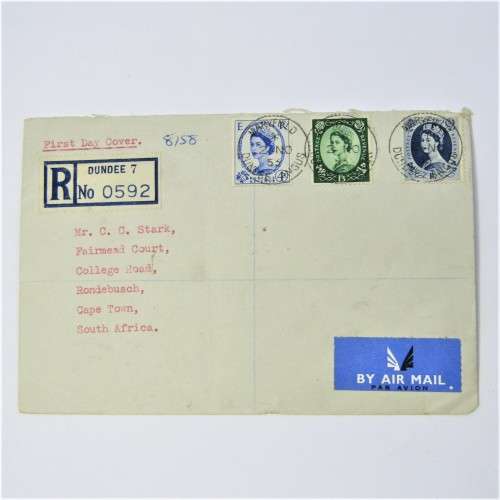 First Day Cover. 8/58
DUNDEE 7
R No 0592
Mr. C. C. Stark,
Fairmead Court,
College Road,
Rondebusch,
Cape Town,
South Africa.
BY AIR MAIL
PAR AVION